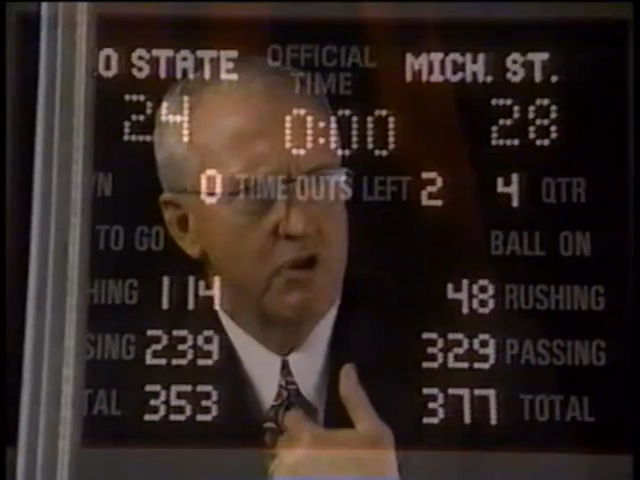 O STATE OFFICIAL TIME MICH. ST.
24 0:00 28
WN 0 TIME OUTS LEFT 2 4 QTR
TO GO BALL ON
HING 114 48 RUSHING
SING 239 329 PASSING
TAL 353 377 TOTAL